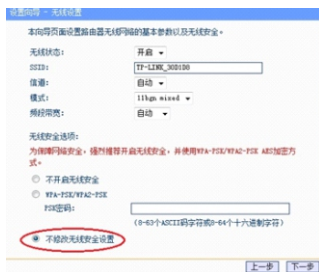 设置向导 - 无线设置
本向导页面设置路由器无线网络的基本参数以及无线安全。
无线状态: 开启
SSID: TP-LINK_3001D0
信道: 自动
模式: 11bgn mixed
频段带宽: 自动
无线安全选项:
为保障网络安全，强烈推荐开启无线安全，并使用WPA-PSK/WPA2-PSK AES加密方
式。
不开启无线安全
WPA-PSK/WPA2-PSK
PSK密码:
(8-63个ASCII码字符或8-64个十六进制字符)
不修改无线安全设置
上一步 下一步